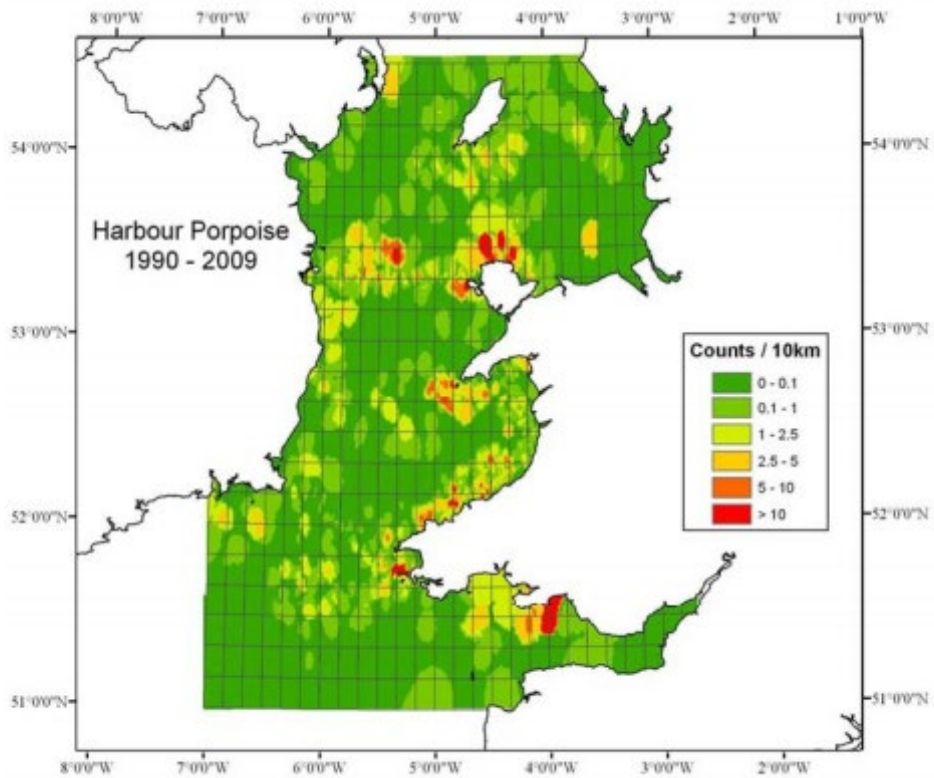 8°0'0"W 7°0'0"W 6°0'0"W 5°0'0"W 4°0'0"W 3°0'0"W 2°0'0"W 1°0'0"W
54°0'0"N 54°0'0"N
Harbour Porpoise
1990 - 2009
53°0'0"N 53°0'0"N
Counts / 10km
0 - 0.1
0.1 - 1
1 - 2.5
2.5 - 5
5 - 10
> 10
52°0'0"N 52°0'0"N
51°0'0"N 51°0'0"N
8°0'0"W 7°0'0"W 6°0'0"W 5°0'0"W 4°0'0"W 3°0'0"W 2°0'0"W 1°0'0"W